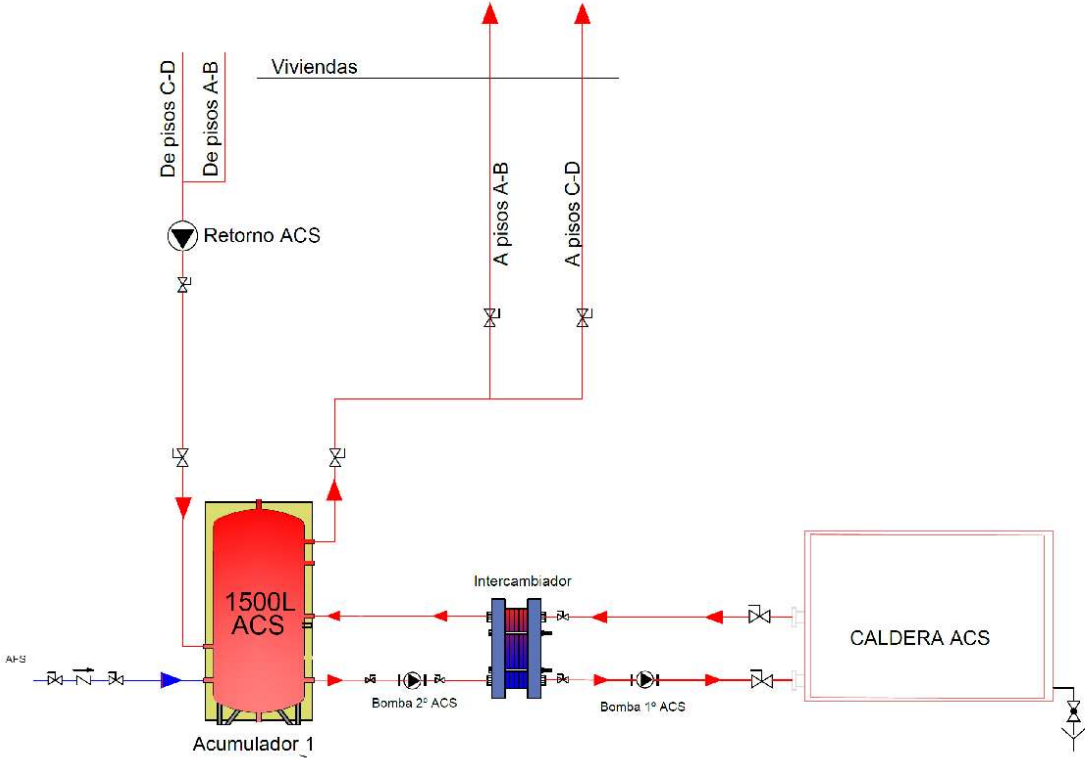 Viviendas
De pisos C-D
De pisos A-B
A pisos A-B
A pisos C-D
Retorno ACS
Intercambiador
1500L
ACS
CALDERA ACS
AFS
Bomba 2º ACS
Bomba 1º ACS
Acumulador 1